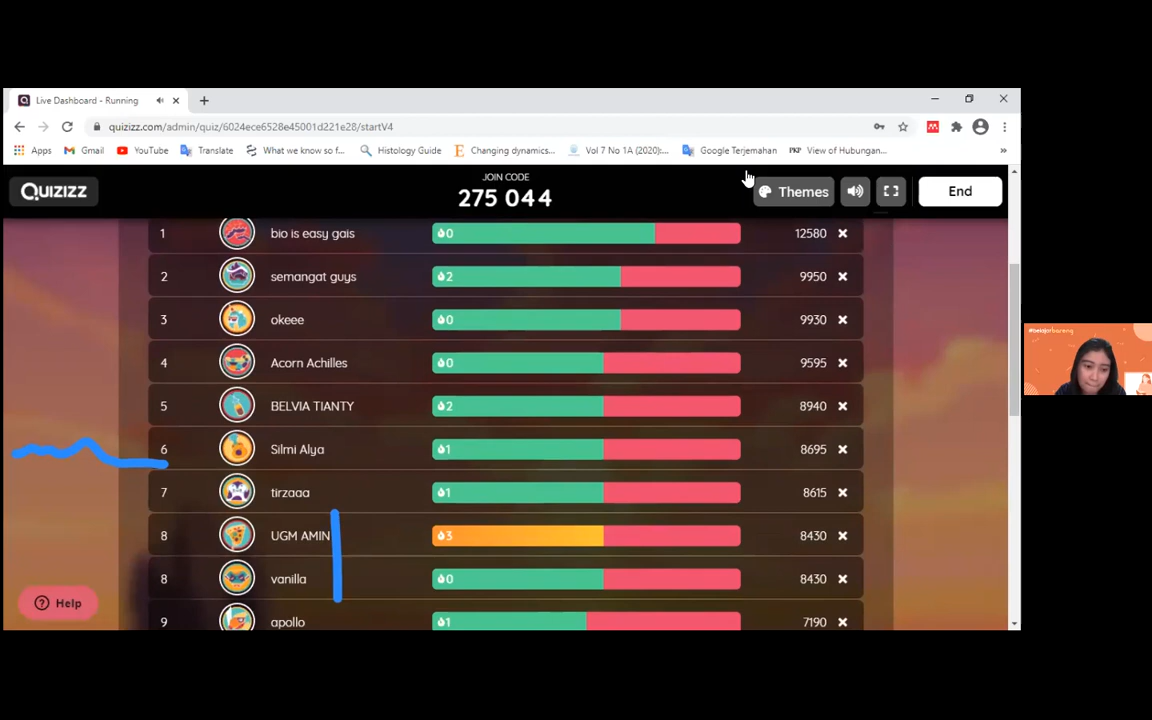 Live Dashboard - Running
quizizz.com/admin/quiz/6024ece6528e45001d221e28/startV4
Apps Gmail YouTube Translate What we know so f... Histology Guide Changing dynamics... Vol 7 No 1A (2020):... Google Terjemahan PKP View of Hubungan... »
QUIZIZZ
JOIN CODE
275 044
Themes
End
1 bio is easy gais 0 12580
2 semangat guys 2 9950
3 okeee 0 9930
4 Acorn Achilles 0 9595
5 BELVIA TIANTY 2 8940
6 Silmi Alya 1 8695
7 tirzaaa 1 8615
8 UGM AMIN 3 8430
8 vanilla 0 8430
9 apollo 1 7190
Help
#belajarbareng